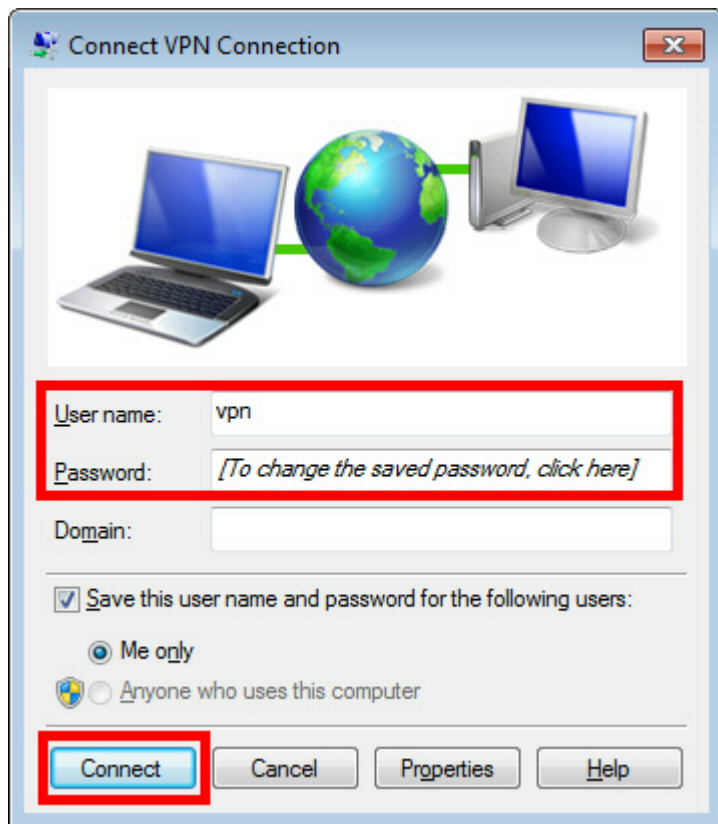 Connect VPN Connection
User name: vpn
Password: [To change the saved password, click here]
Domain:
Save this user name and password for the following users:
Me only
Anyone who uses this computer
Connect Cancel Properties Help